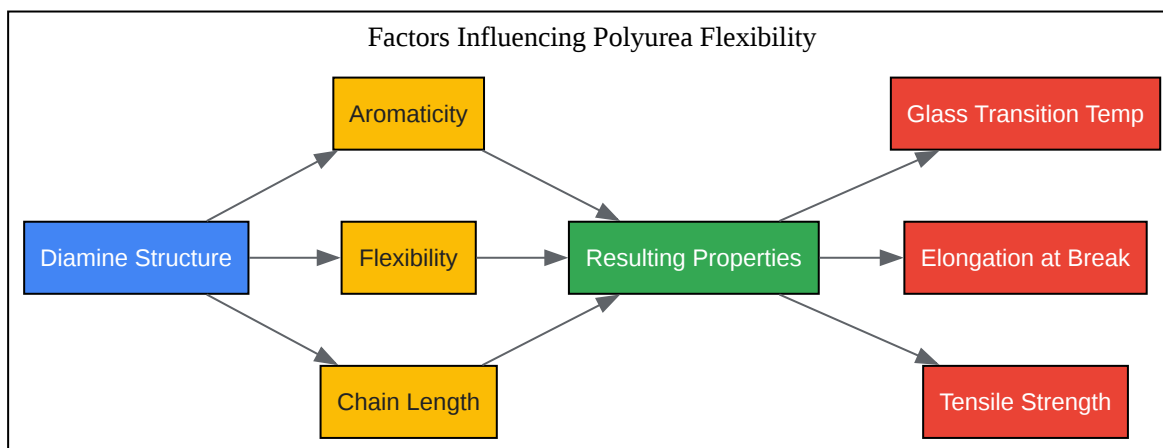 Factors Influencing Polyurea Flexibility
Aromaticity
Glass Transition Temp
Diamine Structure
Flexibility
Resulting Properties
Elongation at Break
Chain Length
Tensile Strength